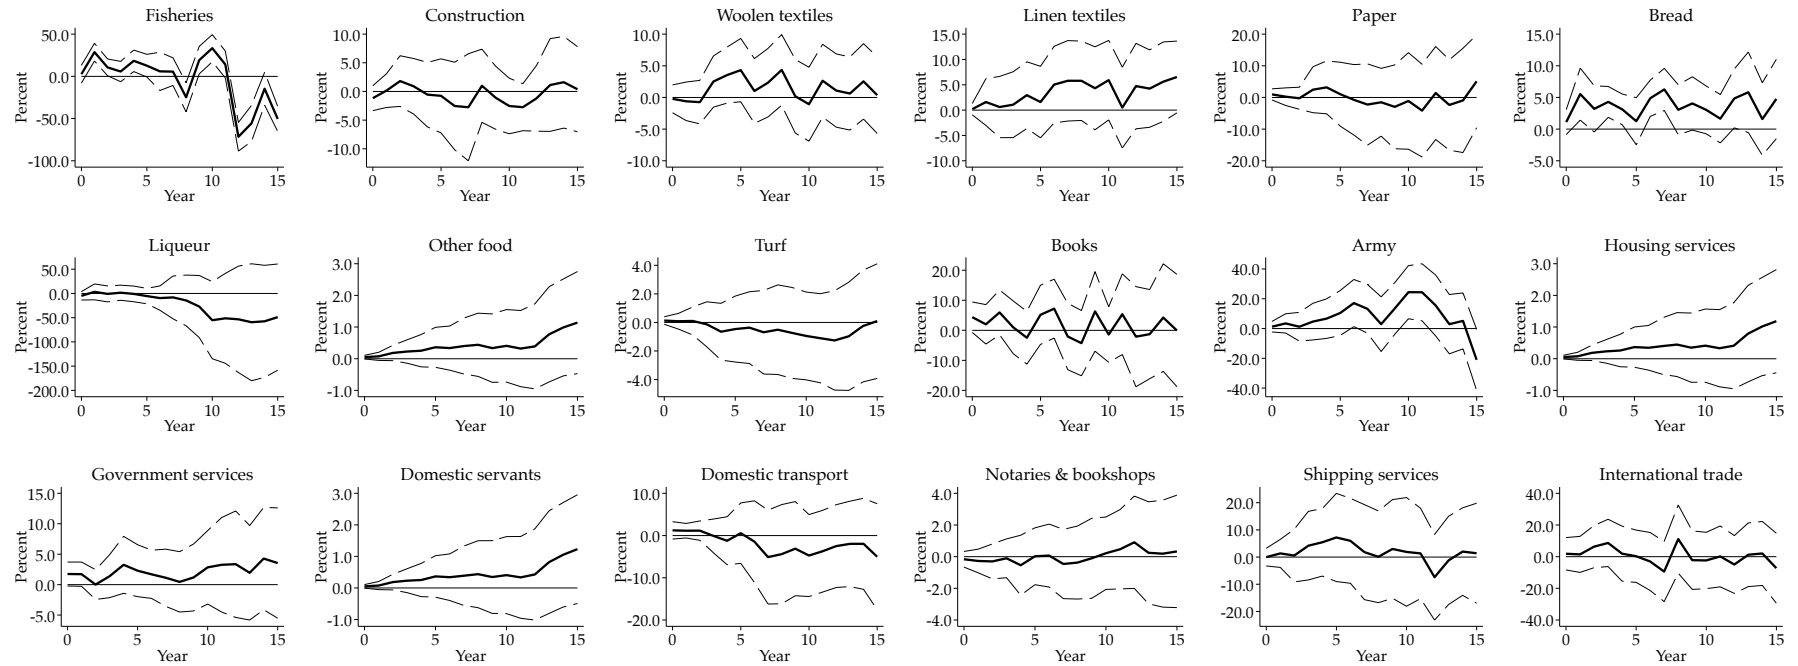 Fisheries
Percent
50.0
0.0
-50.0
-100.0
0 5 10 15
Year
Construction
Percent
10.0
5.0
0.0
-5.0
-10.0
0 5 10 15
Year
Woolen textiles
Percent
10.0
5.0
0.0
-5.0
-10.0
0 5 10 15
Year
Linen textiles
Percent
15.0
10.0
5.0
0.0
-5.0
-10.0
0 5 10 15
Year
Paper
Percent
20.0
10.0
0.0
-10.0
-20.0
0 5 10 15
Year
Bread
Percent
15.0
10.0
5.0
0.0
-5.0
0 5 10 15
Year
Liqueur
Percent
50.0
0.0
-50.0
-100.0
-150.0
-200.0
0 5 10 15
Year
Other food
Percent
3.0
2.0
1.0
0.0
-1.0
0 5 10 15
Year
Turf
Percent
4.0
2.0
0.0
-2.0
-4.0
0 5 10 15
Year
Books
Percent
20.0
10.0
0.0
-10.0
-20.0
0 5 10 15
Year
Army
Percent
40.0
20.0
0.0
-20.0
-40.0
0 5 10 15
Year
Housing services
Percent
3.0
2.0
1.0
0.0
-1.0
0 5 10 15
Year
Government services
Percent
15.0
10.0
5.0
0.0
-5.0
0 5 10 15
Year
Domestic servants
Percent
3.0
2.0
1.0
0.0
-1.0
0 5 10 15
Year
Domestic transport
Percent
10.0
0.0
-10.0
-20.0
0 5 10 15
Year
Notaries & bookshops
Percent
4.0
2.0
0.0
-2.0
-4.0
0 5 10 15
Year
Shipping services
Percent
20.0
10.0
0.0
-10.0
-20.0
0 5 10 15
Year
International trade
Percent
40.0
20.0
0.0
-20.0
-40.0
0 5 10 15
Year